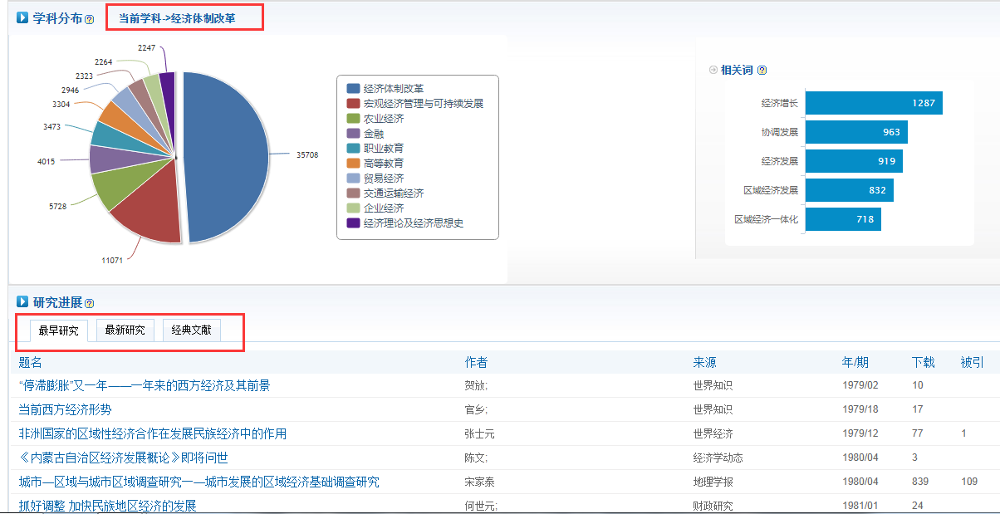 学科分布 当前学科->经济体制改革
2247
2264
2323
2946
3304
3473
4015
5728
11071
35708
经济体制改革
宏观经济管理与可持续发展
农业经济
金融
职业教育
高等教育
贸易经济
交通运输经济
企业经济
经济理论及经济思想史
相关词
经济增长 1287
协调发展 963
经济发展 919
区域经济发展 832
区域经济一体化 718
研究进展
最早研究 最新研究 经典文献
题名 作者 来源 年/期 下载 被引
“停滞膨胀”又一年——一年来的西方经济及其前景 贺放; 世界知识 1979/02 10
当前西方经济形势 宦乡; 世界知识 1979/18 17
非洲国家的区域性经济合作在发展民族经济中的作用 张士元 世界经济 1979/12 77 1
《内蒙古自治区经济发展概论》即将问世 陈文; 经济学动态 1980/04 3
城市—区域与城市区域调查研究——城市发展的区域经济基础调查研究 宋家泰 地理学报 1980/04 839 109
抓好调整 加快民族地区经济的发展 何世元; 财政研究 1981/01 24